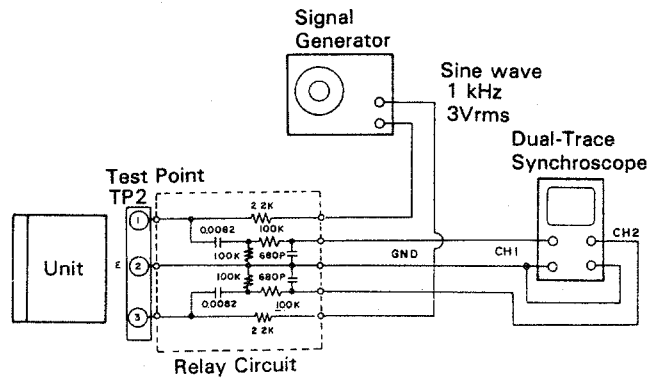 Signal
Generator
Sine wave
1 kHz
3Vrms
Dual-Trace
Synchroscope
Test Point
TP2
Unit
1
2
3
ε
2 2K
0.0082
100K
100K
680P
100K
680P
0.0082
100K
2 2K
GND
CH1
CH2
Relay Circuit